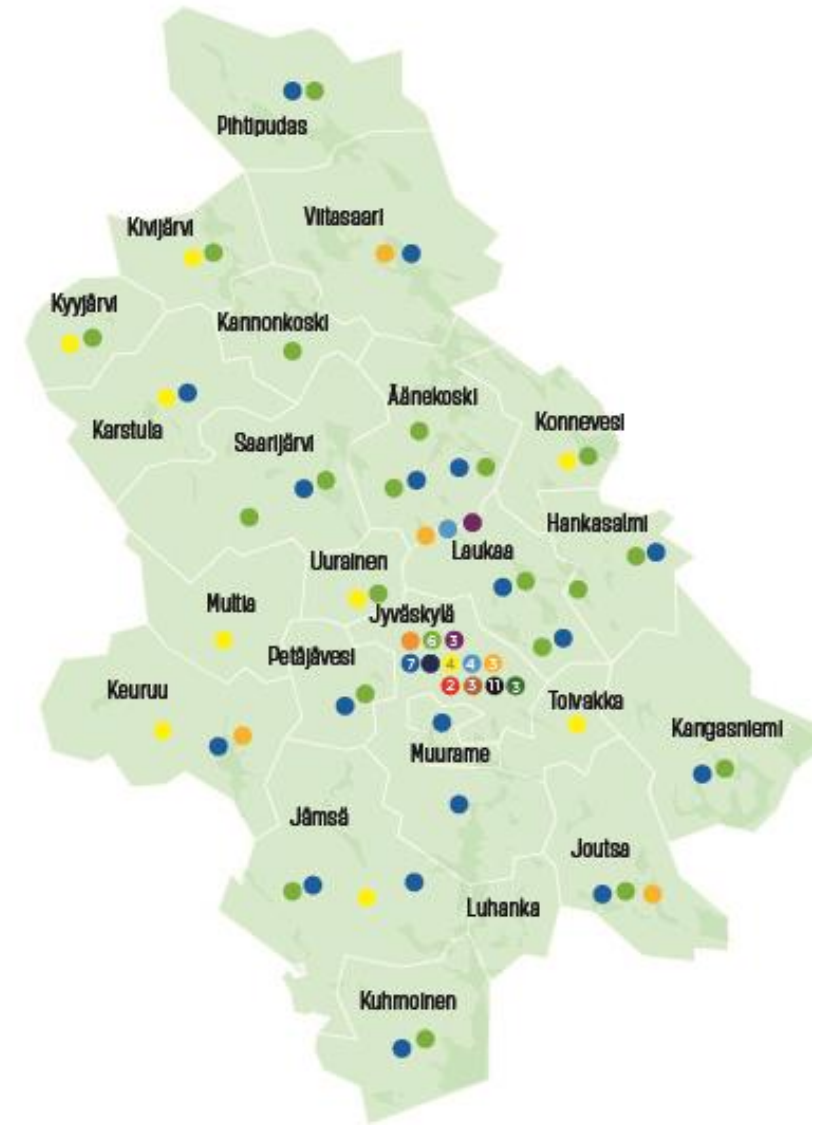 Pihtipudas
Viitasaari
Kivijärvi
Kyyjärvi
Kannonkoski
Äänekoski
Konnevesi
Karstula
Saarijärvi
Hankasalmi
Laukaa
Uurainen
Multia
Jyväskylä
6 3
Petäjävesi
7 4 4 3
Keuruu
2 3 11 3
Toivakka
Kangasniemi
Muurame
Jämsä
Joutsa
Luhanka
Kuhmoinen